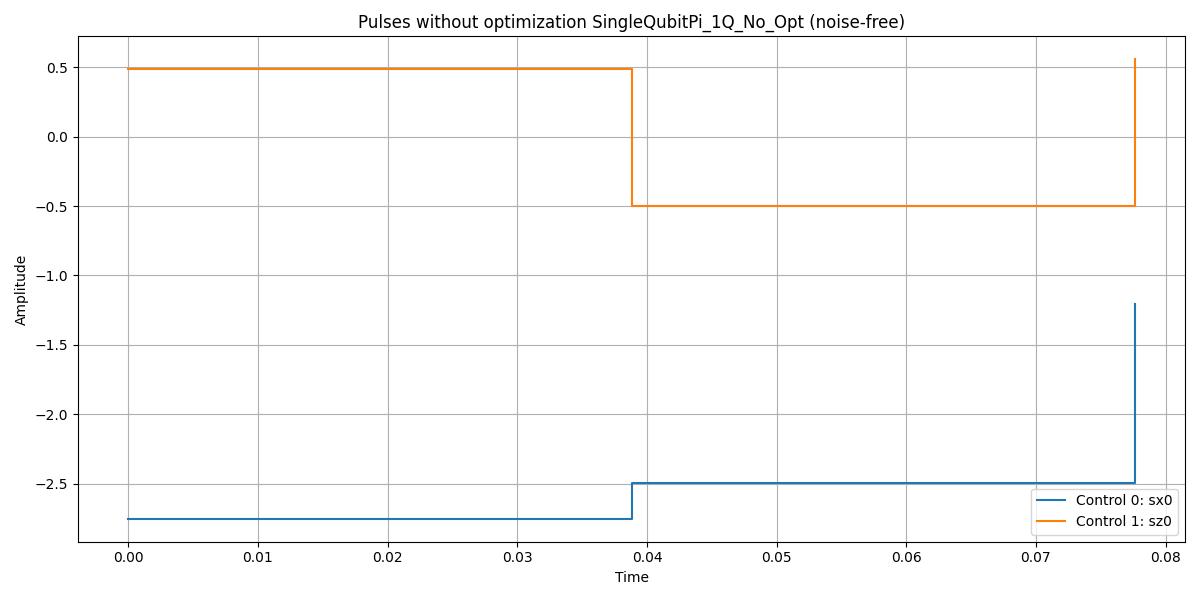 Pulses without optimization SingleQubitPi_1Q_No_Opt (noise-free)
Amplitude
0.5
0.0
−0.5
−1.0
−1.5
−2.0
−2.5
Control 0: sx0
Control 1: sz0
0.00 0.01 0.02 0.03 0.04 0.05 0.06 0.07 0.08
Time